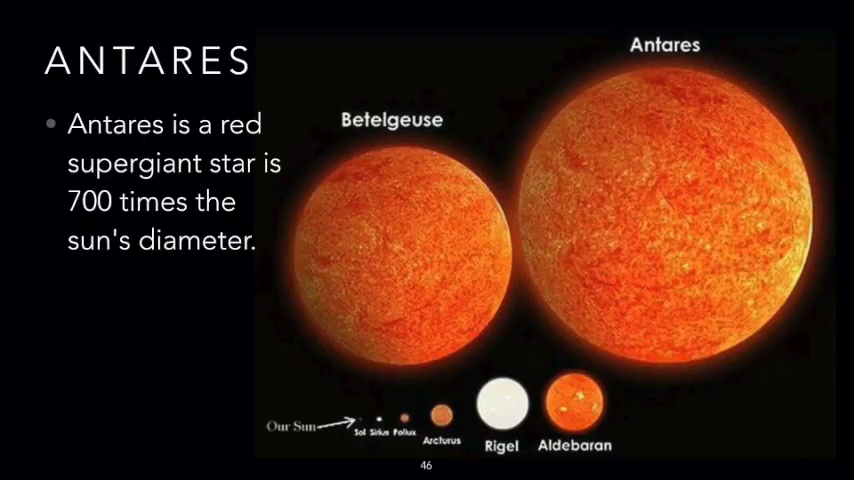 ANTARES
• Antares is a red
supergiant star is
700 times the
sun's diameter.
Antares
Betelgeuse
Our Sun
Sol
Sirius
Pollux
Arcturus
Rigel
Aldebaran
46